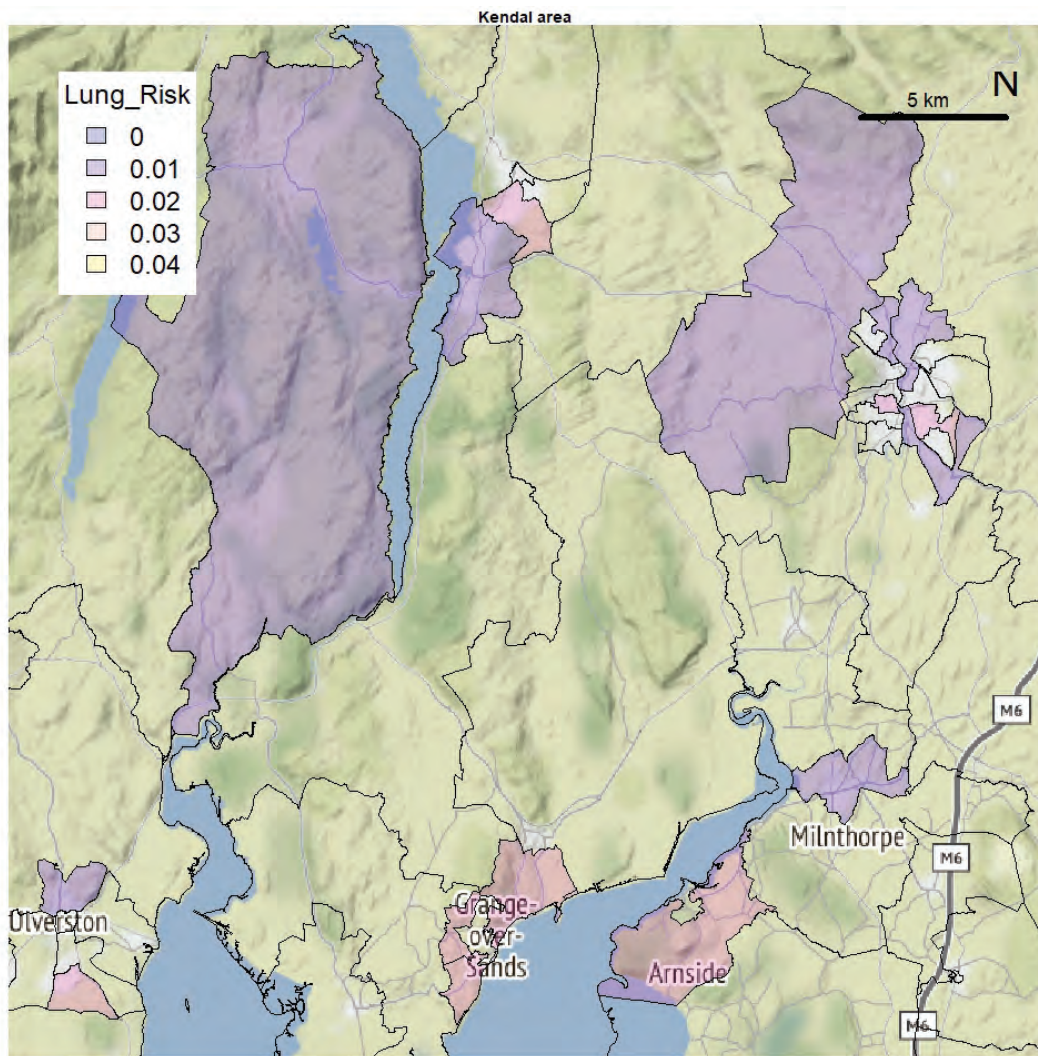 Kendal area
Lung_Risk
0
0.01
0.02
0.03
0.04
N
5 km
M6
Milnthorpe
M6
Ulverston
Grange-
over-
Sands
Arnside
M6